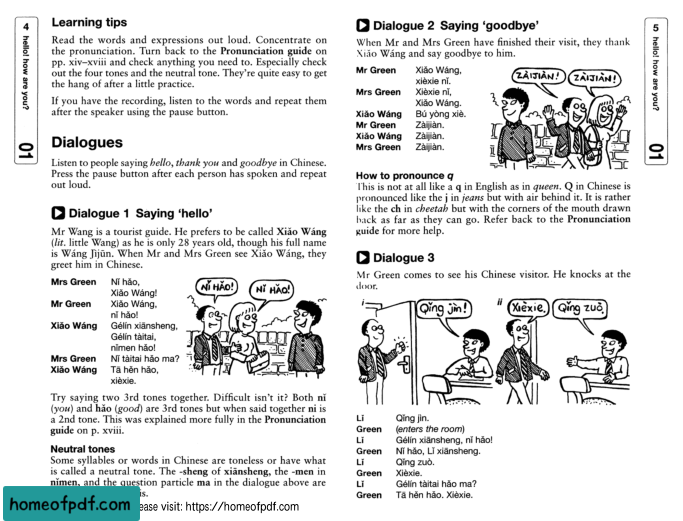 4
hello! how are you?
01
Learning tips
Read the words and expressions out loud. Concentrate on
the pronunciation. Turn back to the Pronunciation guide on
pp. xiv–xviii and check anything you need to. Especially check
out the four tones and the neutral tone. They're quite easy to get
the hang of after a little practice.
If you have the recording, listen to the words and repeat them
after the speaker using the pause button.
Dialogues
Listen to people saying hello, thank you and goodbye in Chinese.
Press the pause button after each person has spoken and repeat
out loud.
Dialogue 1 Saying 'hello'
Mr Wang is a tourist guide. He prefers to be called Xiǎo Wáng
(lit. little Wang) as he is only 28 years old, though his full name
is Wáng Jìjūn. When Mr and Mrs Green see Xiǎo Wáng, they
greet him in Chinese.
Mrs Green Nǐ hǎo,
Xiǎo Wáng!
Mr Green Xiǎo Wáng,
nǐ hǎo!
Xiǎo Wáng Gélín xiānsheng,
Gélín tàitai,
nǐmen hǎo!
Mrs Green Nǐ tàitai hǎo ma?
Xiǎo Wáng Tā hěn hǎo,
xièxie.
NǏ HǍO!
NǏ HǍO!
Try saying two 3rd tones together. Difficult isn't it? Both nǐ
(you) and hǎo (good) are 3rd tones but when said together ni is
a 2nd tone. This was explained more fully in the Pronunciation
guide on p. xviii.
Neutral tones
Some syllables or words in Chinese are toneless or have what
is called a neutral tone. The -sheng of xiānsheng, the -men in
nǐmen, and the question particle ma in the dialogue above are
homeofpdf.com
ease visit: https://homeofpdf.com
Dialogue 2 Saying 'goodbye'
When Mr and Mrs Green have finished their visit, they thank
Xiǎo Wáng and say goodbye to him.
Mr Green Xiǎo Wáng,
xièxie nǐ.
Mrs Green Xièxie nǐ,
Xiǎo Wáng.
Xiǎo Wáng Bú yòng xiè.
Mr Green Zàijiàn.
Xiǎo Wáng Zàijiàn.
Mrs Green Zàijiàn.
ZÀIJIÀN!
ZÀIJIÀN!
How to pronounce q
This is not at all like a q in English as in queen. Q in Chinese is
pronounced like the j in jeans but with air behind it. It is rather
like the ch in cheetah but with the corners of the mouth drawn
back as far as they can go. Refer back to the Pronunciation
guide for more help.
Dialogue 3
Mr Green comes to see his Chinese visitor. He knocks at the
door.
i
Qǐng jìn!
ii
Xièxie.
Qǐng zuò.
Lǐ Qǐng jìn.
Green (enters the room)
Lǐ Gélín xiānsheng, nǐ hǎo!
Green Nǐ hǎo, Lǐ xiānsheng.
Lǐ Qǐng zuò.
Green Xièxie.
Lǐ Gélín tàitai hǎo ma?
Green Tā hěn hǎo. Xièxie.
5
hello! how are you?
01